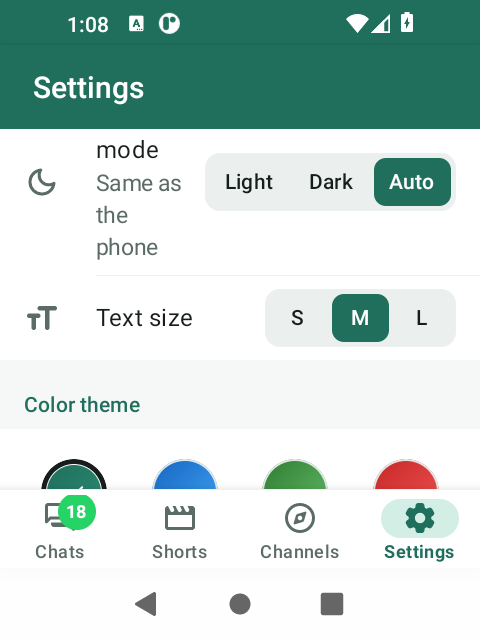 1:08
Settings
mode
Same as
the
phone
Light Dark Auto
Text size
S M L
Color theme
18
Chats Shorts Channels Settings